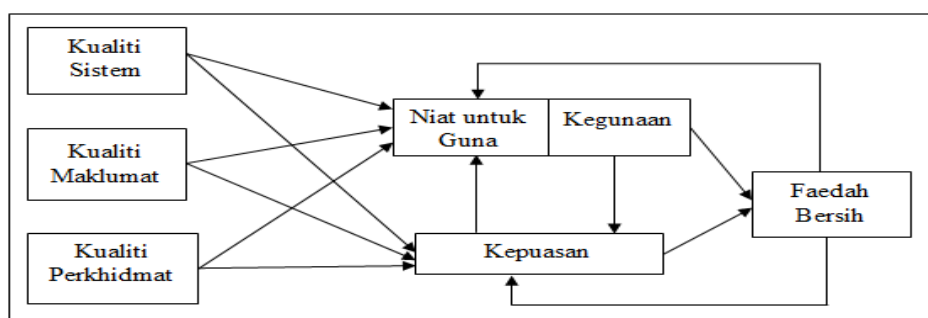 Kualiti
Sistem
Niat untuk
Guna
Kegunaan
Kualiti
Maklumat
Faedah
Bersih
Kualiti
Perkhidmat
Kepuasan